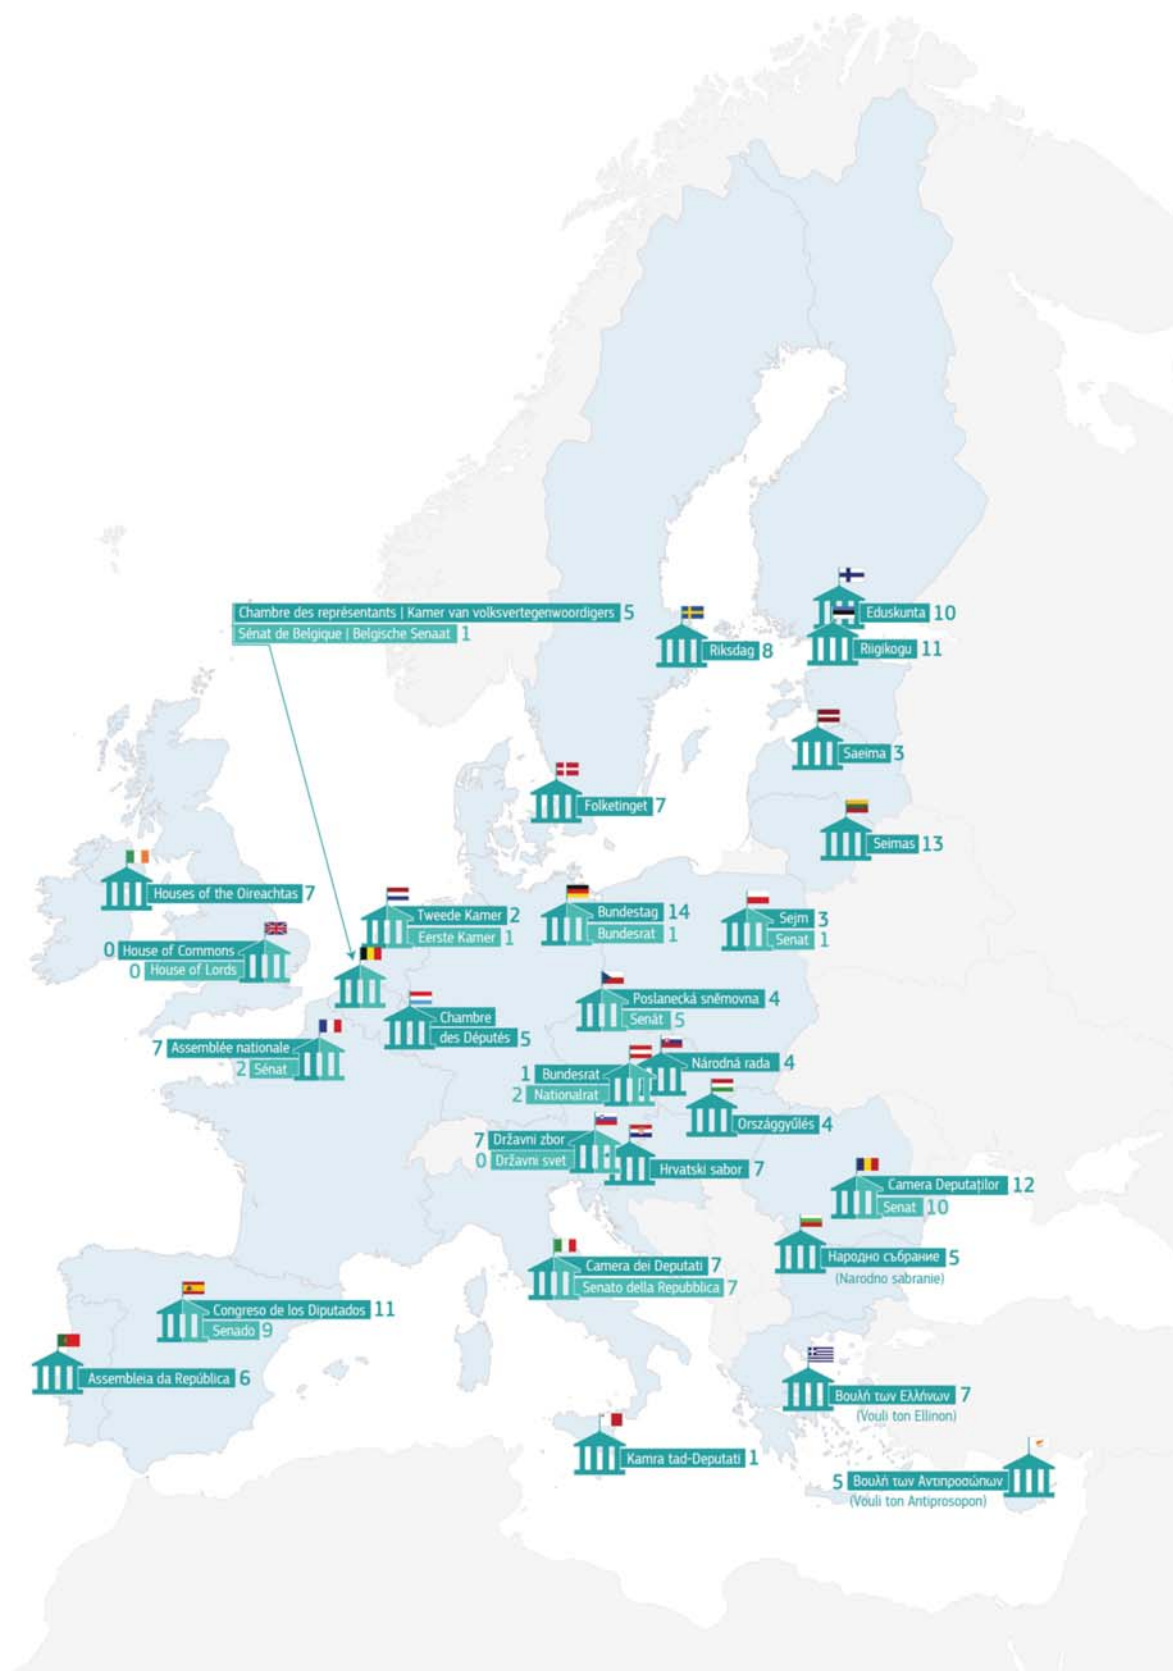 Eduskunta 10
Chambre des représentants | Kamer van volksvertegenwoordigers 5
Sénat de Belgique | Belgische Senaat 1
Riksdag 8
Riigikogu 11
Saeima 3
Folketinget 7
Seimas 13
Houses of the Oireachtas 7
Tweede Kamer 2
Eerste Kamer 1
Bundestag 14
Bundesrat 1
Sejm 3
Senat 1
0 House of Commons
0 House of Lords
Poslanecká sněmovna 4
Senát 5
Chambre
des Députés 5
7 Assemblée nationale
2 Sénat
Národná rada 4
1 Bundesrat
2 Nationalrat
Országgyűlés 4
7 Državni zbor
0 Državni svet
Hrvatski sabor 7
Camera Deputaților 12
Senat 10
Народно събрание 5
(Narodno sabranie)
Camera dei Deputati 7
Senato della Repubblica 7
Congreso de los Diputados 11
Senado 9
Assembleia da República 6
Βουλή των Ελλήνων 7
(Vouli ton Ellinon)
Kamra tad-Deputati 1
5 Βουλή των Αντιπροσώπων
(Vouli ton Antiprosopon)